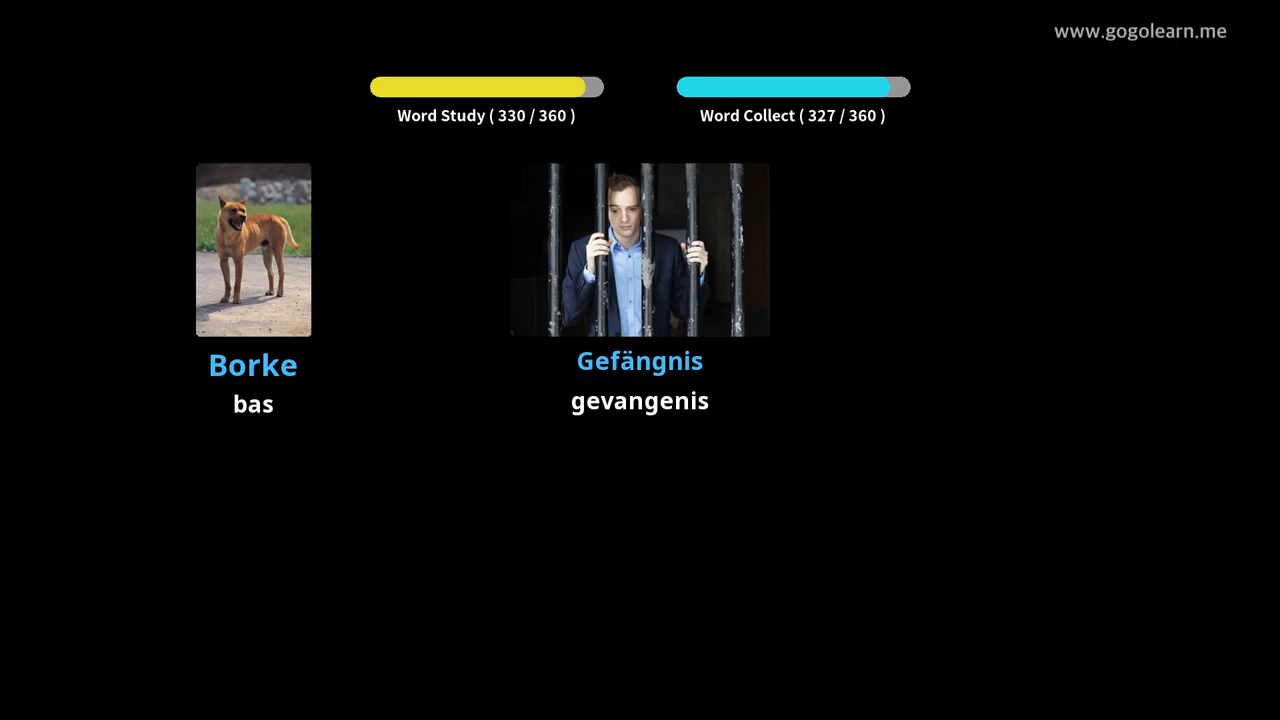 www.gogolearn.me
Word Study ( 330 / 360 )
Word Collect ( 327 / 360 )
Borke
bas
Gefängnis
gevangenis